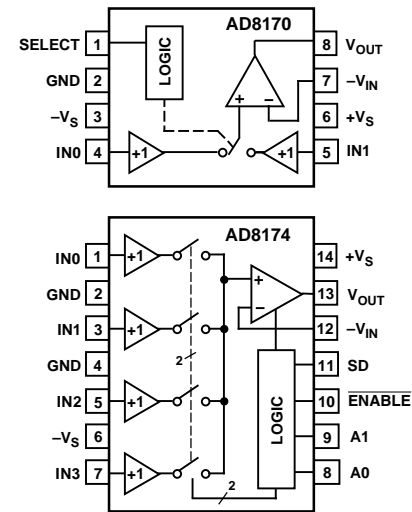 AD8170
SELECT 1
LOGIC
8 VOUT
GND 2
7 –VIN
+ –
–VS 3
6 +VS
IN0 4
+1
+1
5 IN1
AD8174
IN0 1
+1
14 +VS
GND 2
+
13 VOUT
IN1 3
+1
–
12 –VIN
GND 4
2
11 SD
IN2 5
+1
LOGIC
10 ENABLE
–VS 6
9 A1
IN3 7
+1
8 A0
2